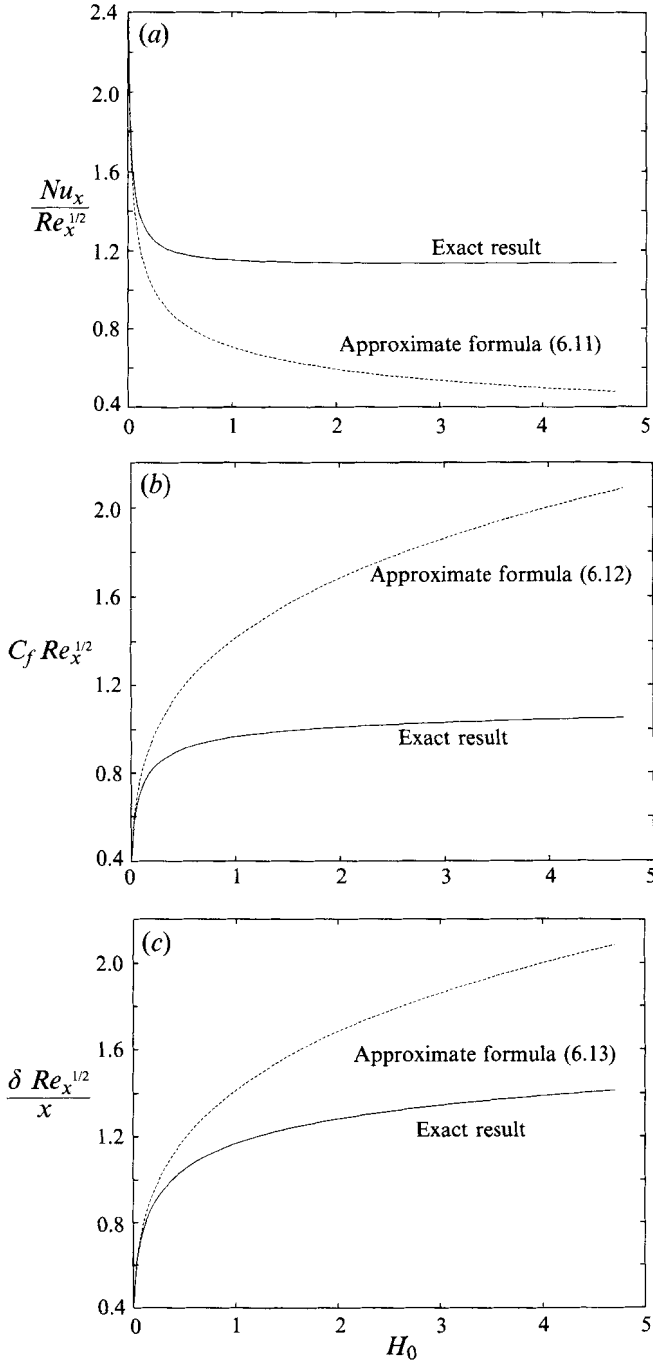 (a)
2.4
2.0
1.6
1.2
0.8
0.4
Nu_x
Re_x^{1/2}
Exact result
Approximate formula (6.11)
0 1 2 3 4 5
(b)
2.0
1.6
1.2
0.8
0.4
C_f Re_x^{1/2}
Approximate formula (6.12)
Exact result
0 1 2 3 4 5
(c)
2.0
1.6
1.2
0.8
0.4
δ Re_x^{1/2}
x
Approximate formula (6.13)
Exact result
0 1 2 3 4 5
H_0